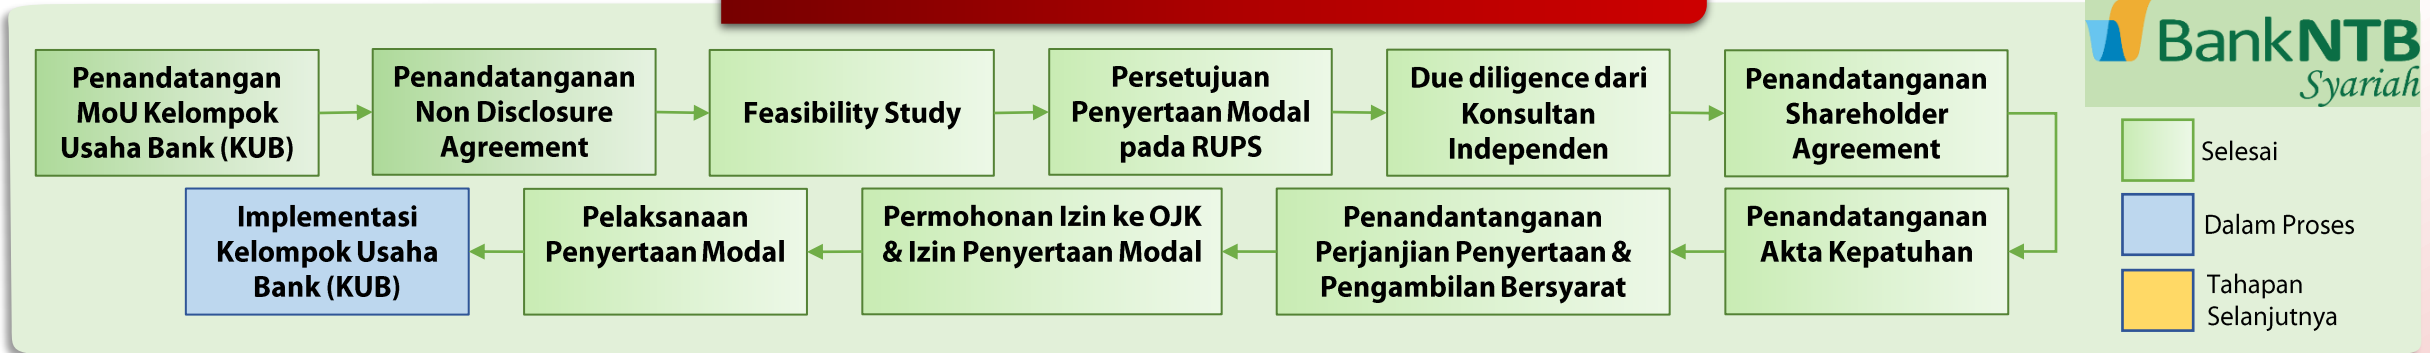 Penandatangan
MoU Kelompok
Usaha Bank (KUB)
Penandatanganan
Non Disclosure
Agreement
Feasibility Study
Persetujuan
Penyertaan Modal
pada RUPS
Due diligence dari
Konsultan
Independen
Penandatanganan
Shareholder
Agreement
Penandatanganan
Akta Kepatuhan
Penandantanganan
Perjanjian Penyertaan &
Pengambilan Bersyarat
Permohonan Izin ke OJK
& Izin Penyertaan Modal
Pelaksanaan
Penyertaan Modal
Implementasi
Kelompok Usaha
Bank (KUB)
BankNTB
Syariah
Selesai
Dalam Proses
Tahapan
Selanjutnya